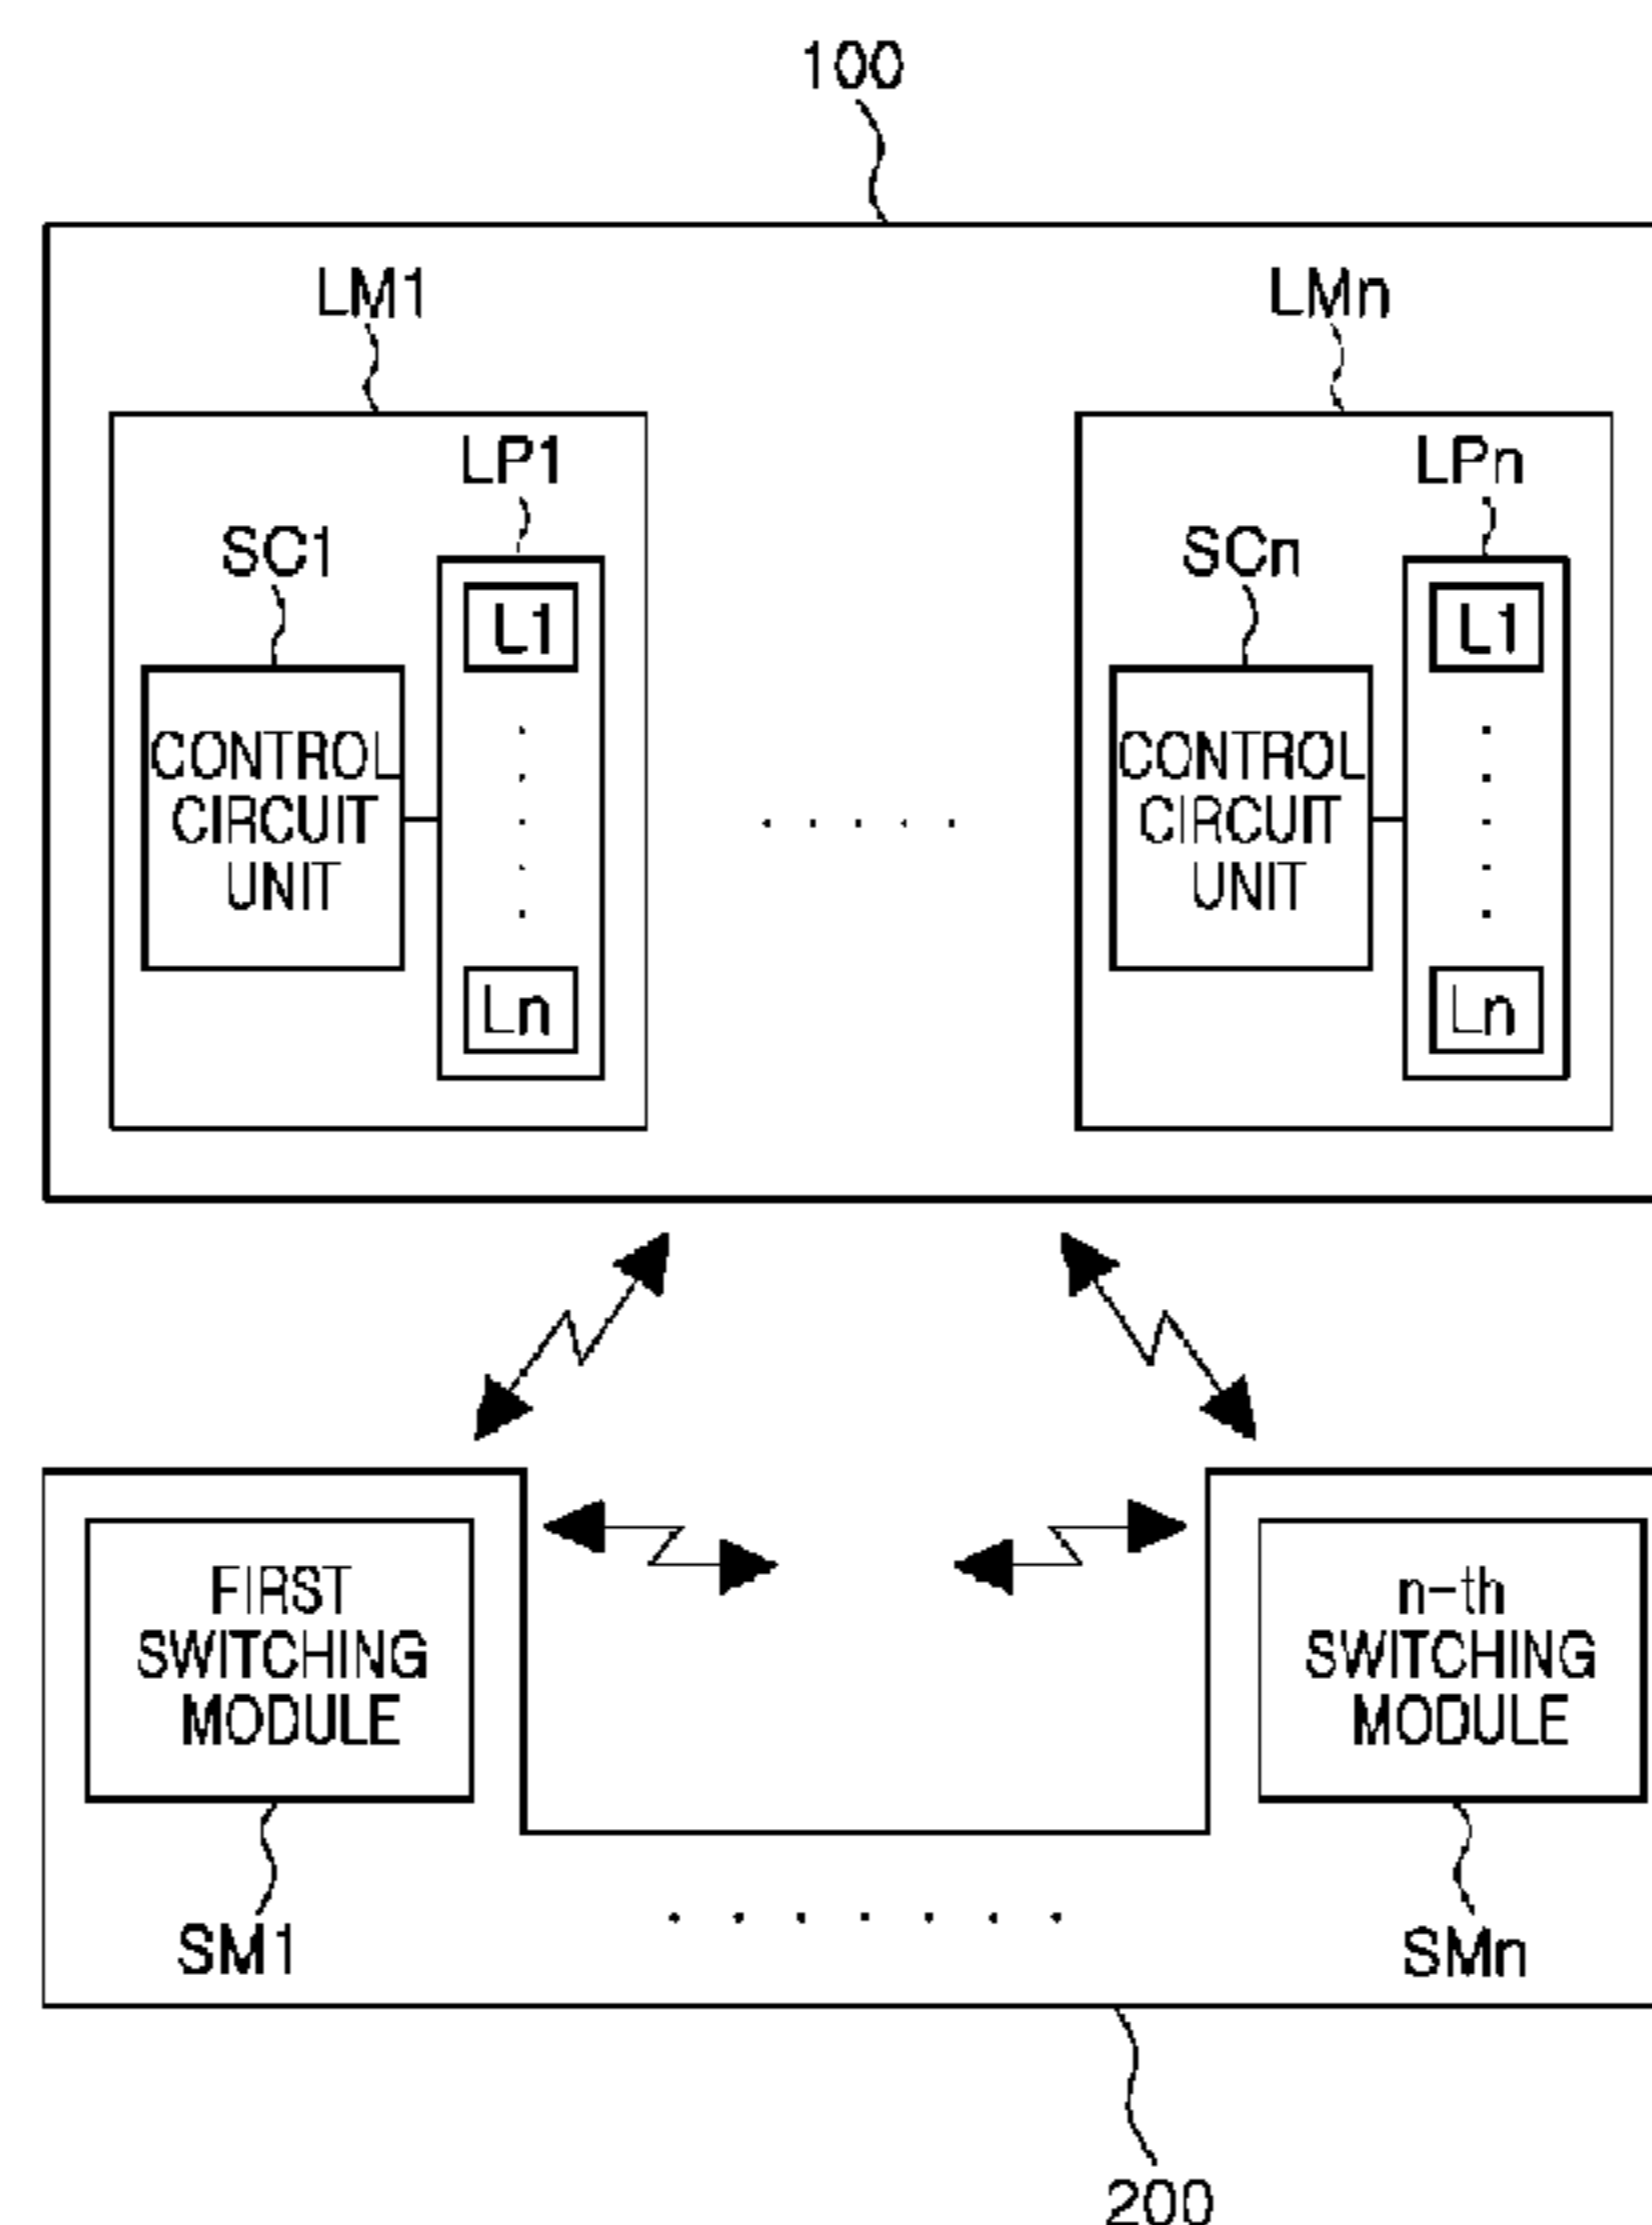 100
LM1
LMn
LP1
LPn
SC1
SCn
L1
L1
CONTROL
CIRCUIT
UNIT
CONTROL
CIRCUIT
UNIT
Ln
Ln
FIRST
SWITCHING
MODULE
n-th
SWITCHING
MODULE
SM1
SMn
200